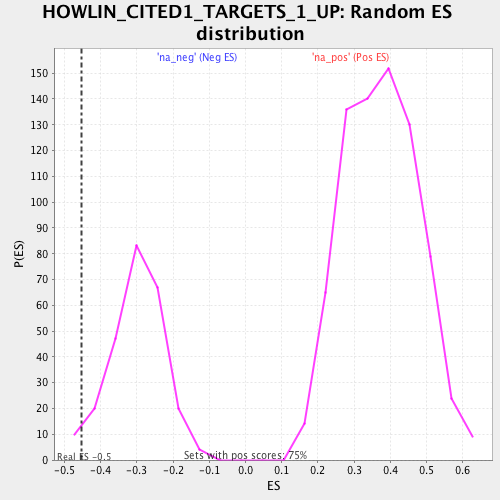 HOWLIN_CITED1_TARGETS_1_UP: Random ES
distribution
'na_neg' (Neg ES) 'na_pos' (Pos ES)
150
140
130
120
110
100
90
80
70
60
50
40
30
20
10
0
P(ES)
Real ES -0.5 Sets with pos scores: 75%
-0.5 -0.4 -0.3 -0.2 -0.1 0.0 0.1 0.2 0.3 0.4 0.5 0.6
ES